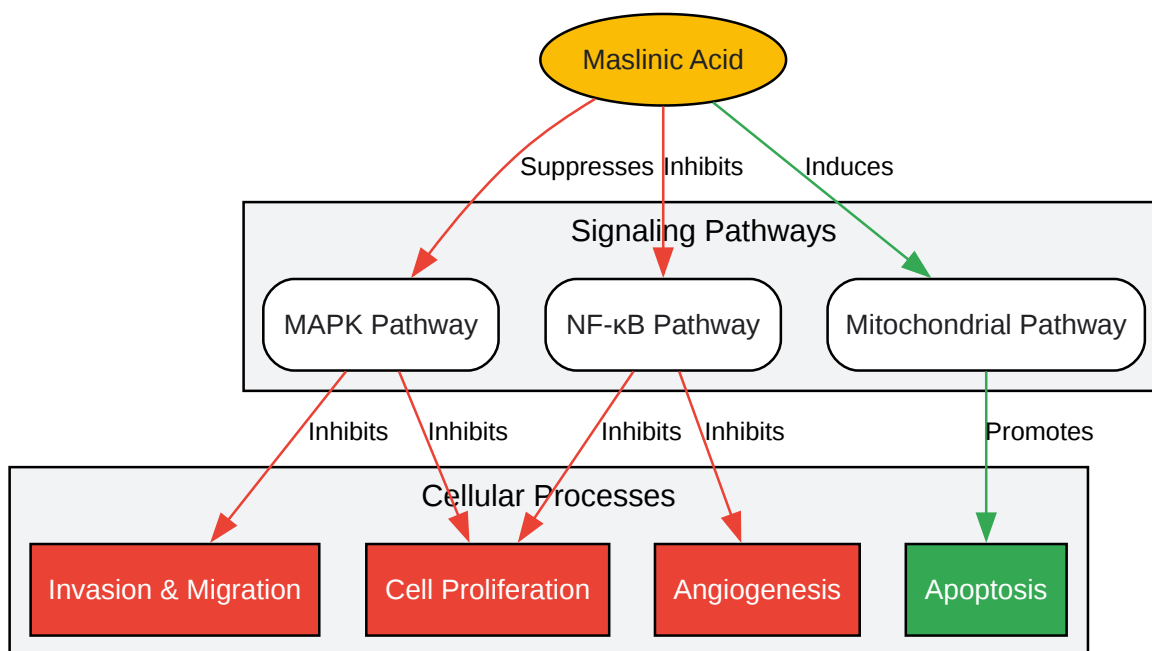 Maslinic Acid
Suppresses
Inhibits
Induces
Signaling Pathways
MAPK Pathway
NF-κB Pathway
Mitochondrial Pathway
Inhibits
Inhibits
Inhibits
Inhibits
Promotes
Cellular Processes
Invasion & Migration
Cell Proliferation
Angiogenesis
Apoptosis